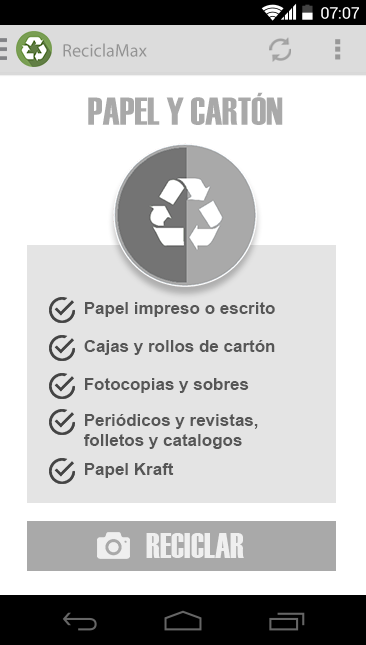 07:07
ReciclaMax
PAPEL Y CARTÓN
Papel impreso o escrito
Cajas y rollos de cartón
Fotocopias y sobres
Periódicos y revistas,
folletos y catalogos
Papel Kraft
RECICLAR